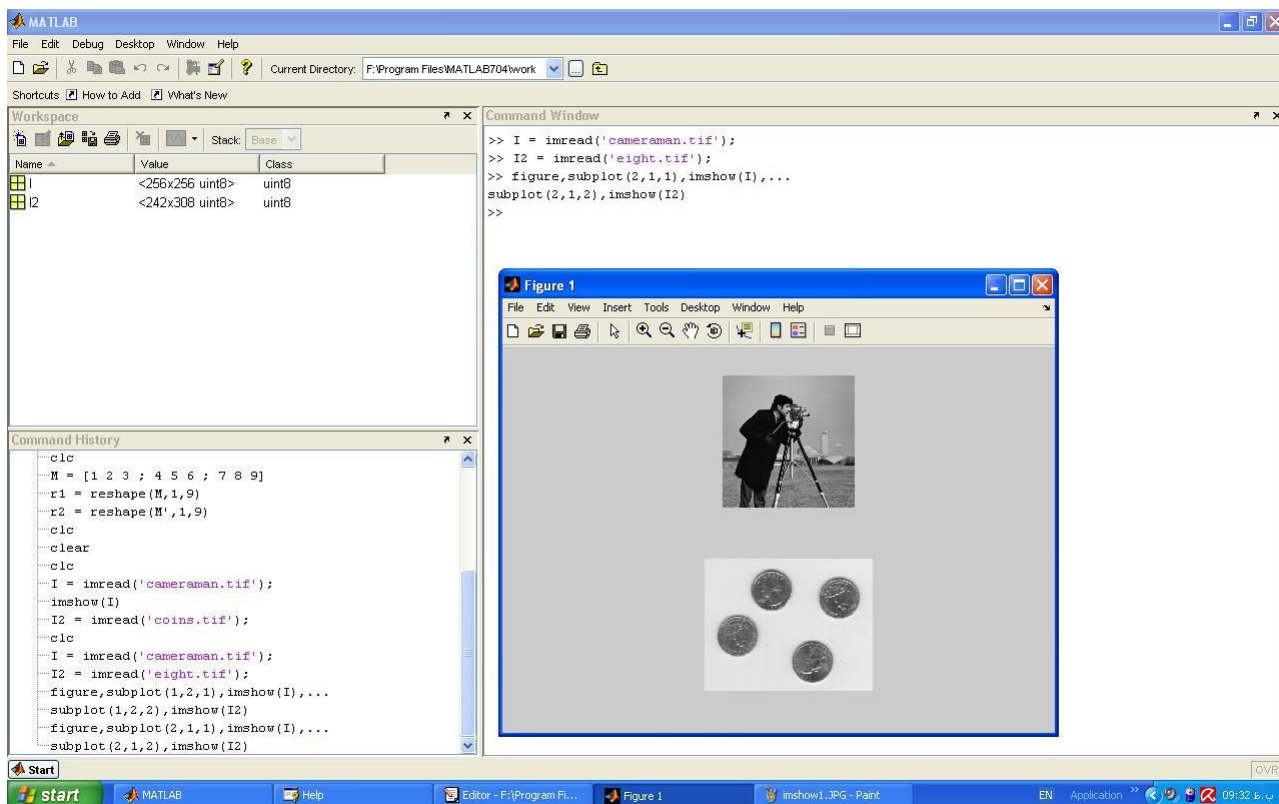 MATLAB
File Edit Debug Desktop Window Help
Current Directory: F:\Program Files\MATLAB704\work
Shortcuts How to Add What's New
Workspace
Stack: Base
Name Value Class
I <256x256 uint8> uint8
I2 <242x308 uint8> uint8
Command History
clc
M = [1 2 3 ; 4 5 6 ; 7 8 9]
r1 = reshape(M,1,9)
r2 = reshape(M',1,9)
clc
clear
clc
I = imread('cameraman.tif');
imshow(I)
I2 = imread('coins.tif');
clc
I = imread('cameraman.tif');
I2 = imread('eight.tif');
figure,subplot(1,2,1),imshow(I),...
subplot(1,2,2),imshow(I2)
figure,subplot(2,1,1),imshow(I),...
subplot(2,1,2),imshow(I2)
Command Window
>> I = imread('cameraman.tif');
>> I2 = imread('eight.tif');
>> figure,subplot(2,1,1),imshow(I),...
subplot(2,1,2),imshow(I2)
>>
Figure 1
File Edit View Insert Tools Desktop Window Help
Start
OVR
start MATLAB Help Editor - F:\Program Fi... Figure 1 imshow1.JPG - Paint EN Application » 09:32 ب.ظ